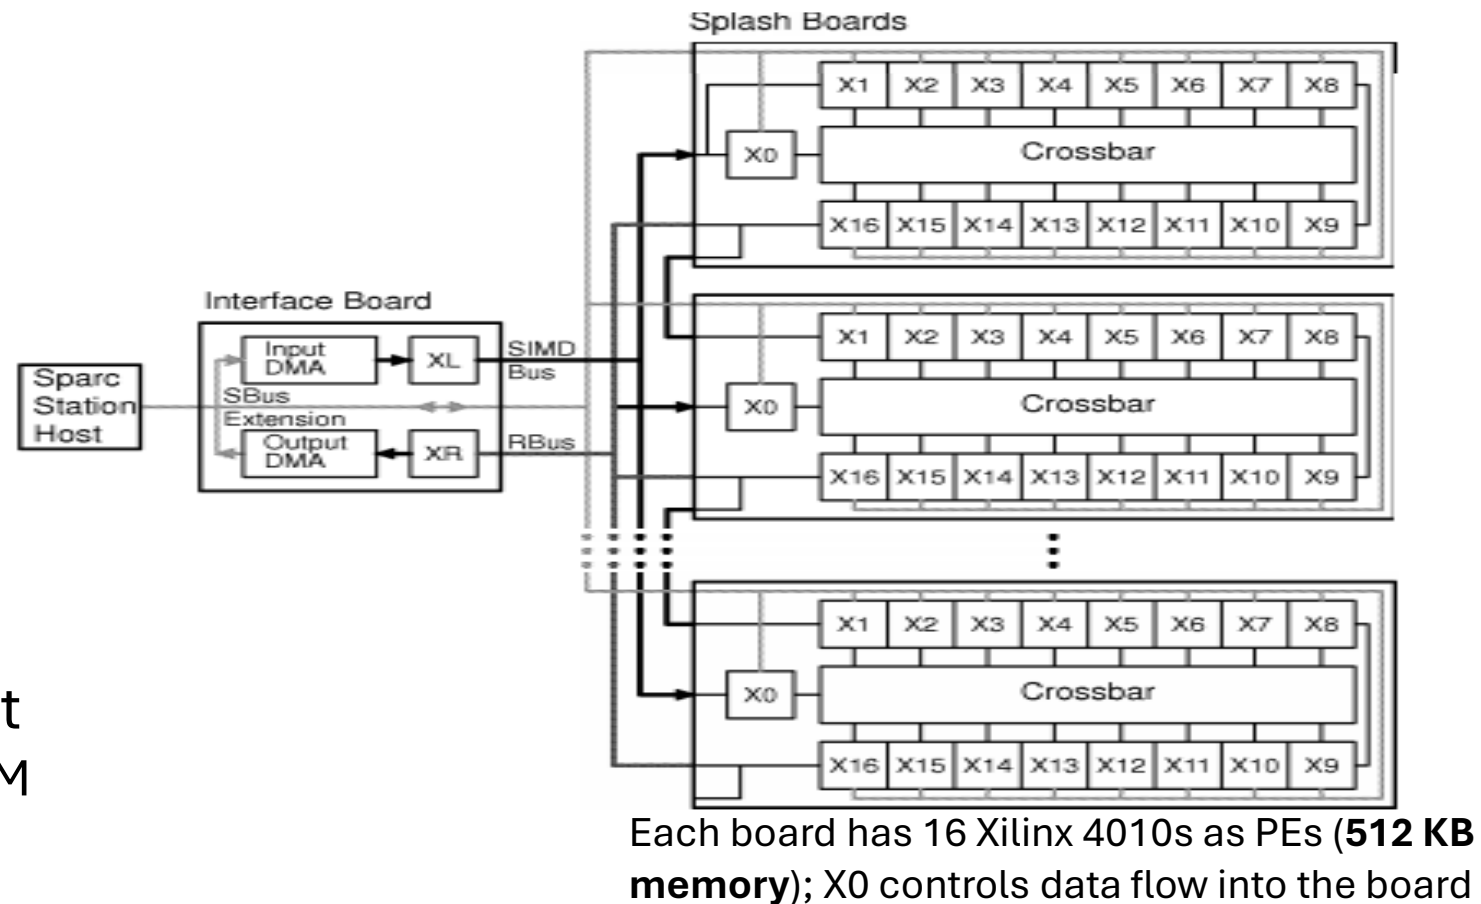 Splash Boards
X1 X2 X3 X4 X5 X6 X7 X8
X0
Crossbar
X16 X15 X14 X13 X12 X11 X10 X9
Interface Board
Input
DMA
XL
SIMD
Bus
Sparc
Station
Host
SBus
Extension
Output
DMA
XR
RBus
X1 X2 X3 X4 X5 X6 X7 X8
X0
Crossbar
X16 X15 X14 X13 X12 X11 X10 X9
X1 X2 X3 X4 X5 X6 X7 X8
X0
Crossbar
X16 X15 X14 X13 X12 X11 X10 X9
t
M
Each board has 16 Xilinx 4010s as PEs (512 KB
memory); X0 controls data flow into the board